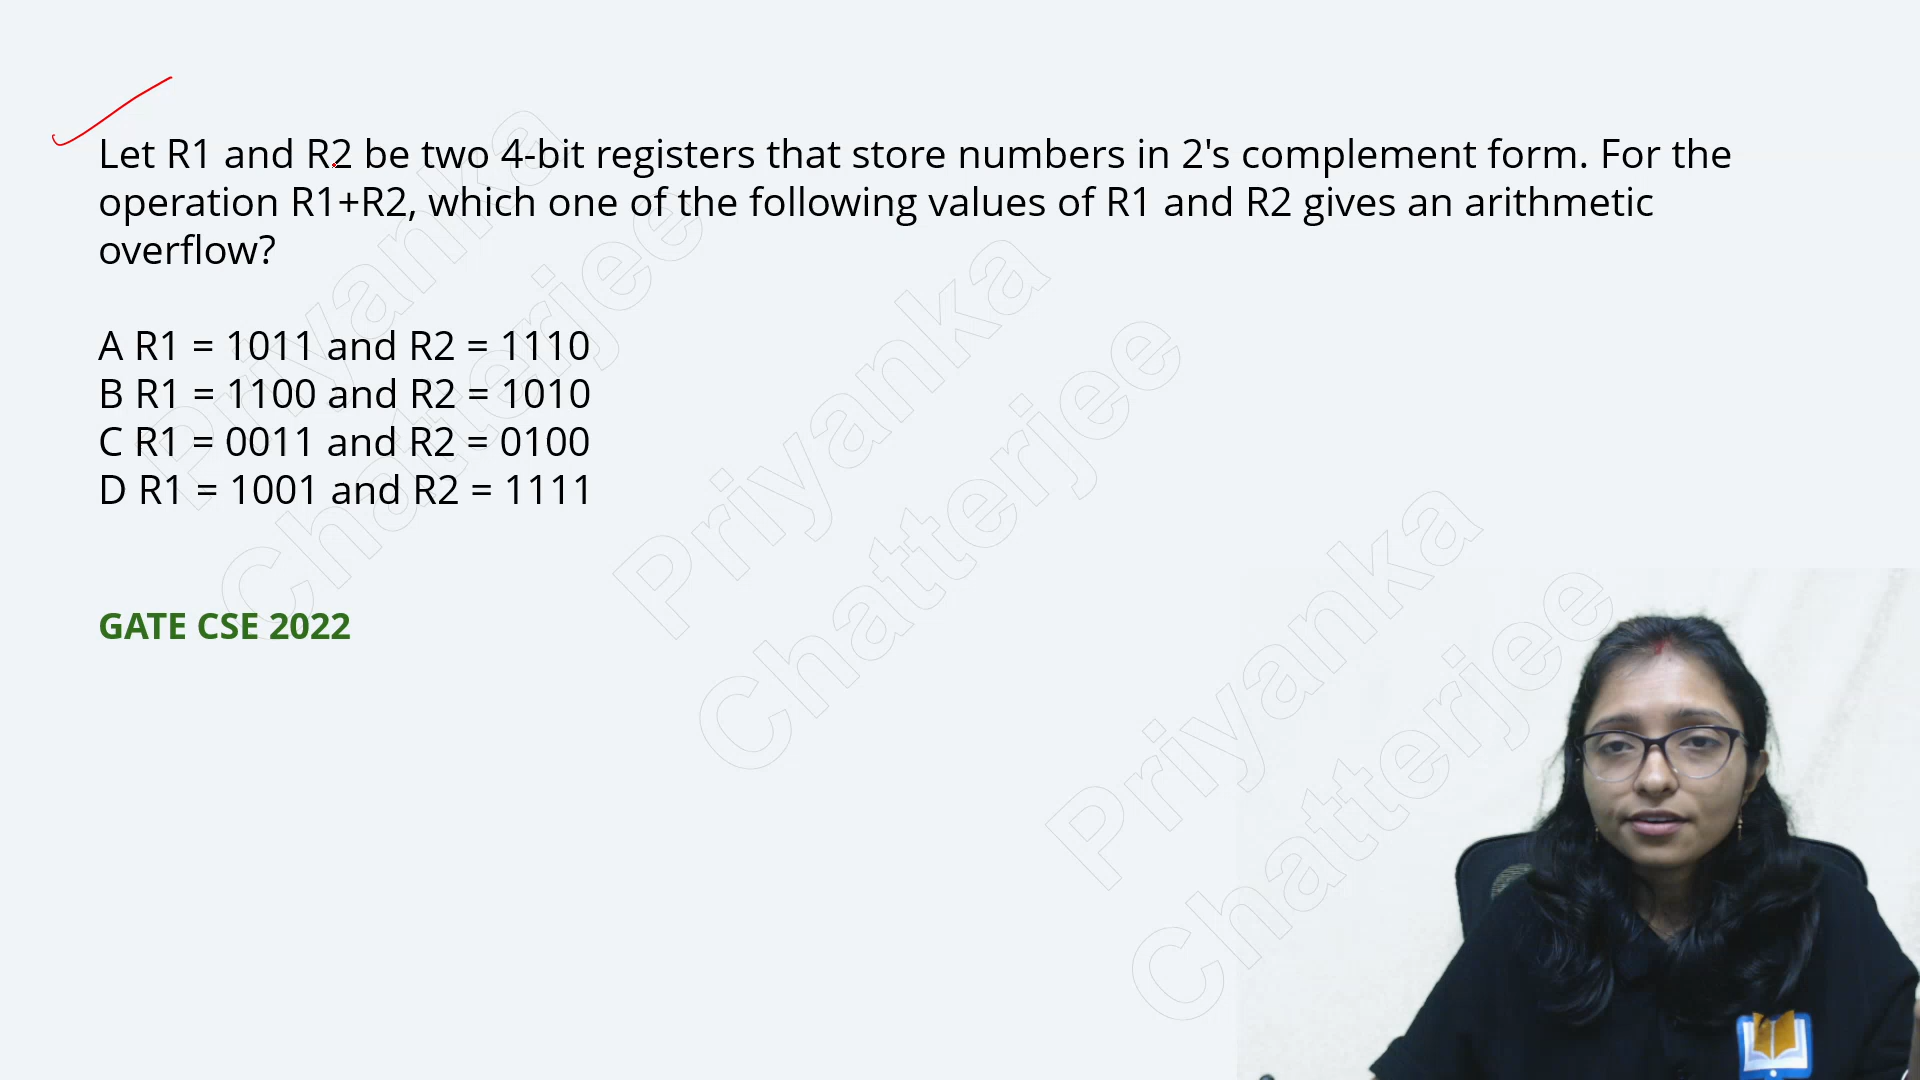 Let R1 and R2 be two 4-bit registers that store numbers in 2's complement form. For the
operation R1+R2, which one of the following values of R1 and R2 gives an arithmetic
overflow?
A R1 = 1011 and R2 = 1110
B R1 = 1100 and R2 = 1010
C R1 = 0011 and R2 = 0100
D R1 = 1001 and R2 = 1111
GATE CSE 2022
Priyanka
Chatterjee
Priyanka
Chatterjee
Priyanka
Chatterjee